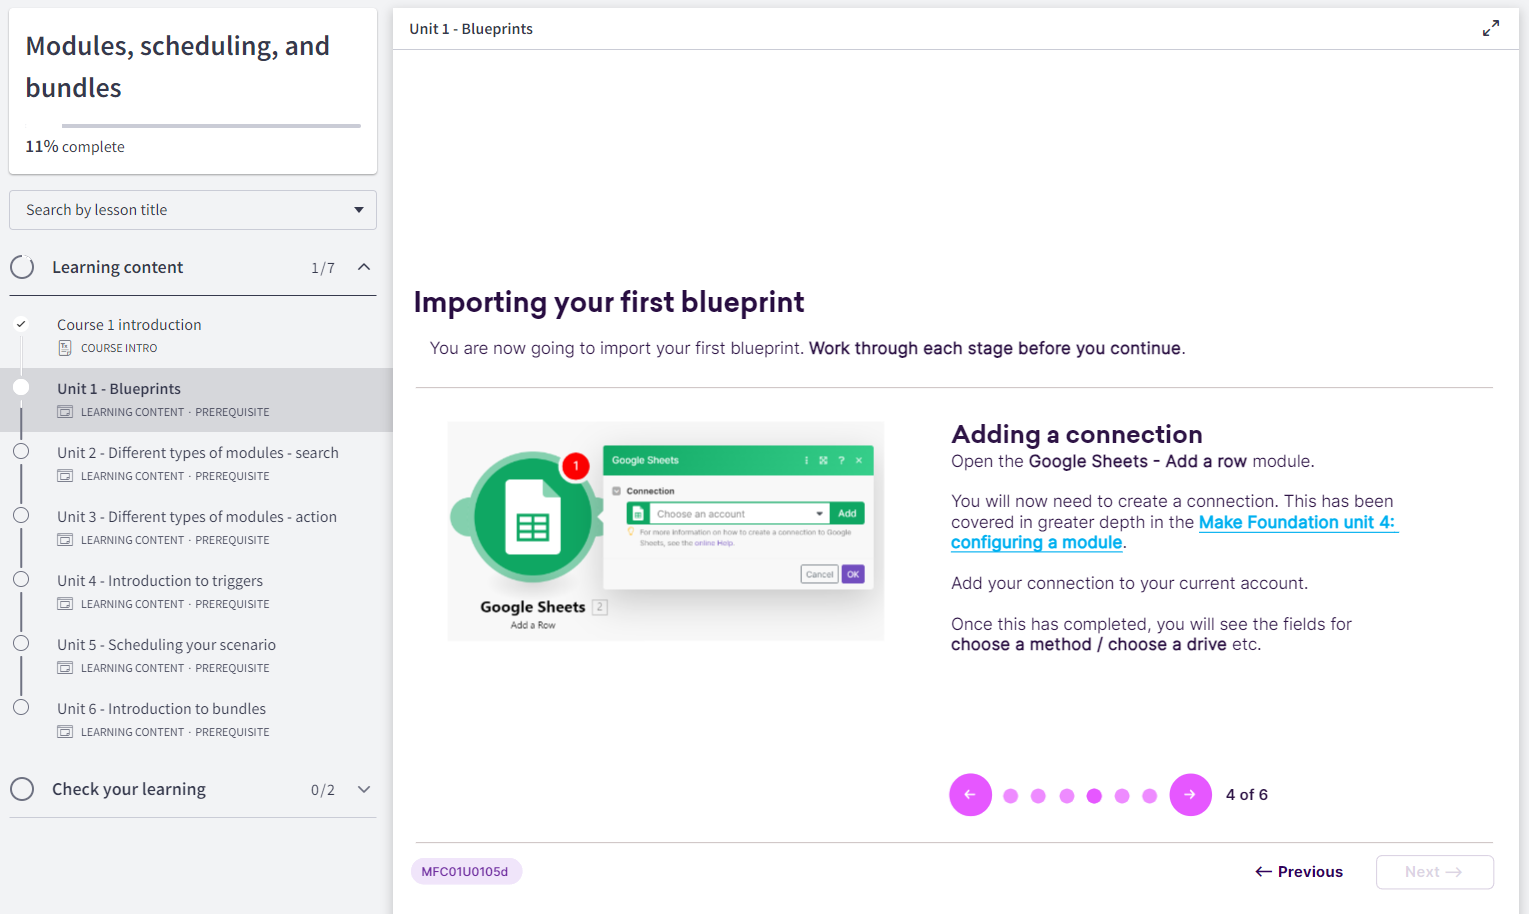 Modules, scheduling, and
bundles
11% complete
Search by lesson title
Learning content 1/7
Course 1 introduction
COURSE INTRO
Unit 1 - Blueprints
LEARNING CONTENT · PREREQUISITE
Unit 2 - Different types of modules - search
LEARNING CONTENT · PREREQUISITE
Unit 3 - Different types of modules - action
LEARNING CONTENT · PREREQUISITE
Unit 4 - Introduction to triggers
LEARNING CONTENT · PREREQUISITE
Unit 5 - Scheduling your scenario
LEARNING CONTENT · PREREQUISITE
Unit 6 - Introduction to bundles
LEARNING CONTENT · PREREQUISITE
Check your learning 0/2
Unit 1 - Blueprints
Importing your first blueprint
You are now going to import your first blueprint. Work through each stage before you continue.
1
Google Sheets ?
Connection
Choose an account Add
For more information on how to create a connection to Google
Sheets, see the online Help.
Cancel OK
Google Sheets 2
Add a Row
Adding a connection
Open the Google Sheets - Add a row module.
You will now need to create a connection. This has been
covered in greater depth in the Make Foundation unit 4:
configuring a module.
Add your connection to your current account.
Once this has completed, you will see the fields for
choose a method / choose a drive etc.
4 of 6
MFC01U0105d
← Previous
Next →